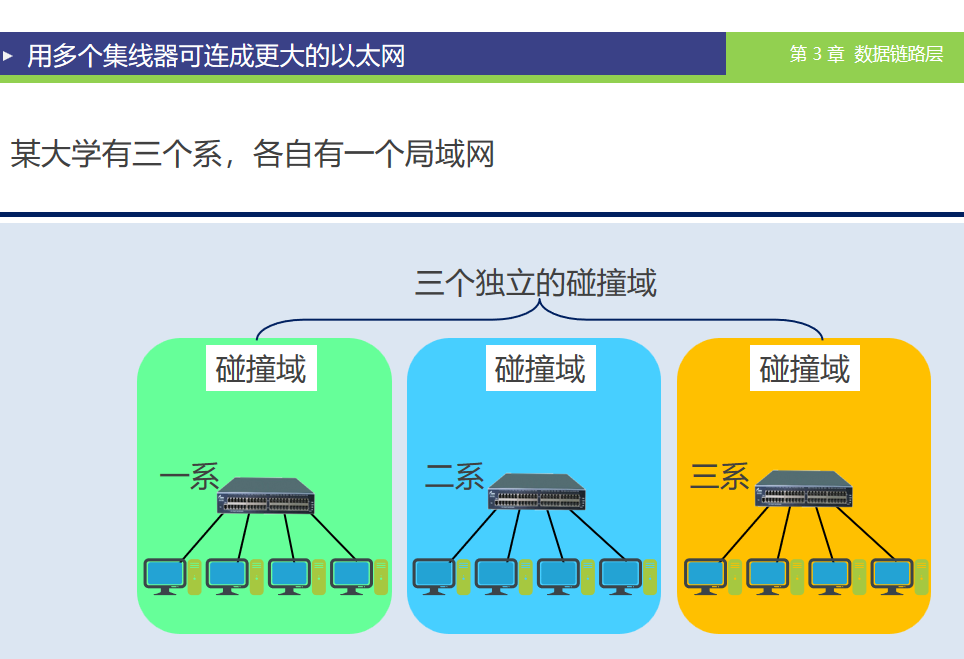 用多个集线器可连成更大的以太网
第 3 章 数据链路层
某大学有三个系，各自有一个局域网
三个独立的碰撞域
碰撞域
碰撞域
碰撞域
一系
二系
三系